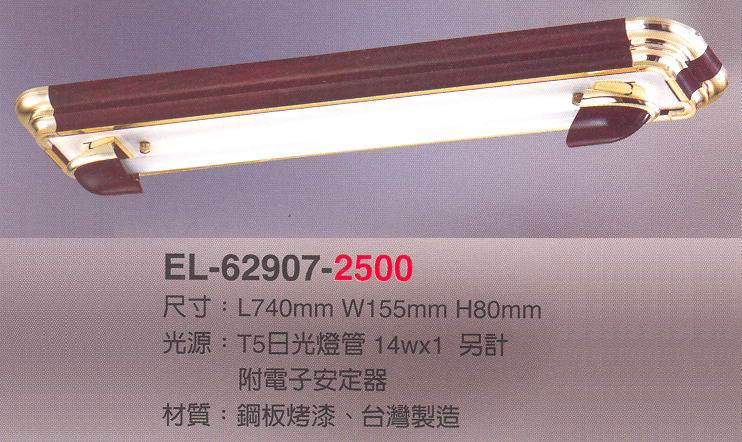 EL-62907-2500
尺寸：L740mm W155mm H80mm
光源：T5日光燈管 14wx1 另計
附電子安定器
材質：鋼板烤漆、台灣製造